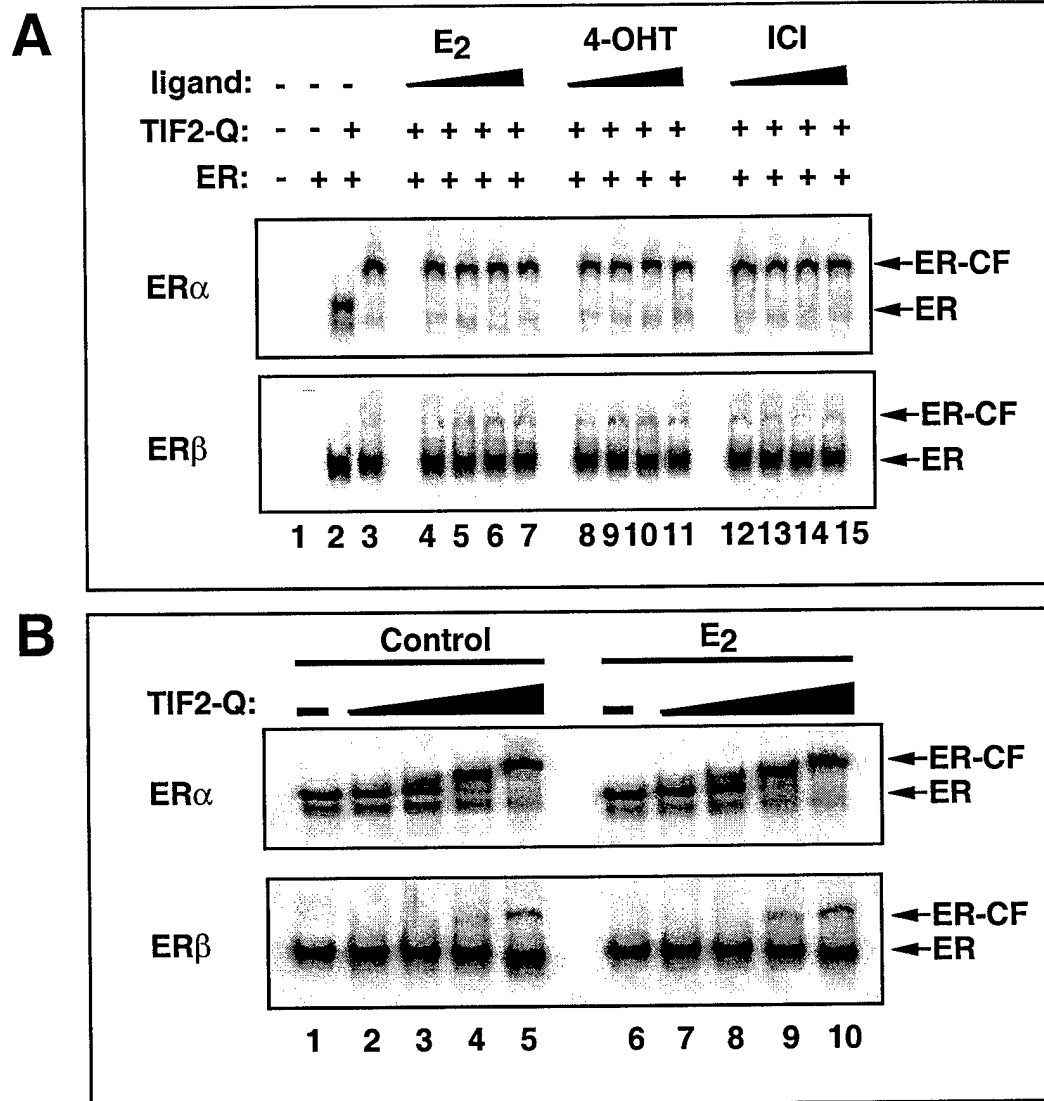 A
E2 4-OHT ICI
ligand: - - -
TIF2-Q: - - + + + + + + + + + + + + +
ER: - + + + + + + + + + + + + + +
ERα
ER-CF
ER
ERβ
ER-CF
ER
1 2 3 4 5 6 7 8 9 10 11 12 13 14 15
B
Control E2
TIF2-Q: - -
ERα
ER-CF
ER
ERβ
ER-CF
ER
1 2 3 4 5 6 7 8 9 10